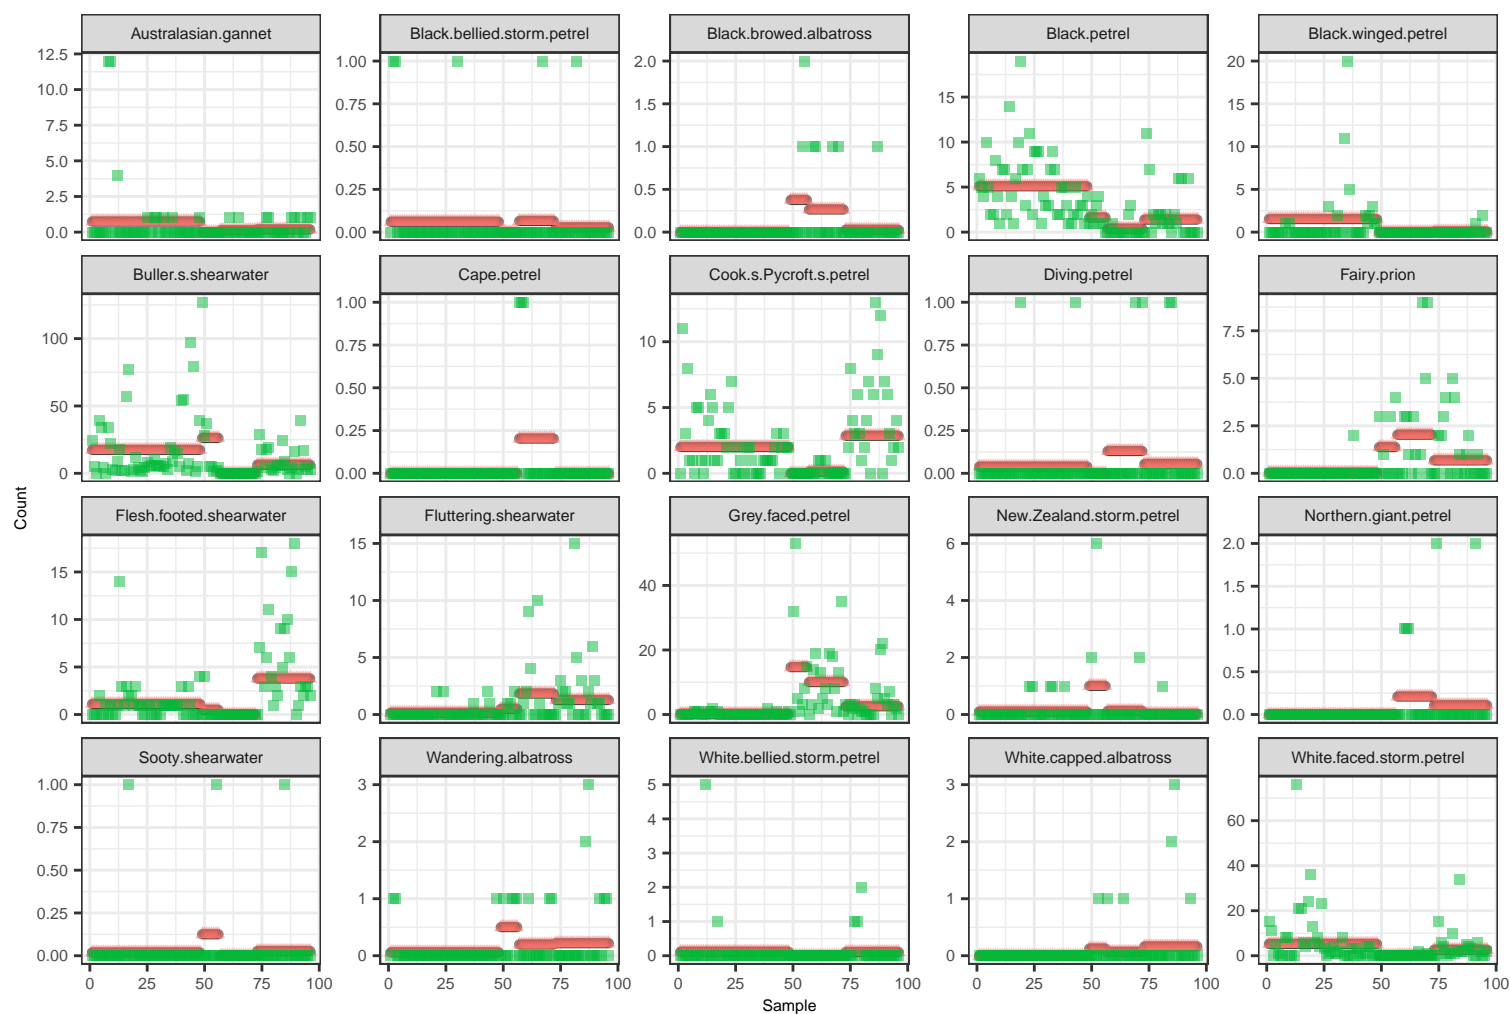 Australasian.gannet Black.bellied.storm.petrel Black.browed.albatross Black.petrel Black.winged.petrel
12.5 10.0 7.5 5.0 2.5 0.0
1.00 0.75 0.50 0.25 0.00
2.0 1.5 1.0 0.5 0.0
15 10 5 0
20 15 10 5 0
Buller.s.shearwater Cape.petrel Cook.s.Pycroft.s.petrel Diving.petrel Fairy.prion
100 50 0
1.00 0.75 0.50 0.25 0.00
10 5 0
1.00 0.75 0.50 0.25 0.00
7.5 5.0 2.5 0.0
Count
Flesh.footed.shearwater Fluttering.shearwater Grey.faced.petrel New.Zealand.storm.petrel Northern.giant.petrel
15 10 5 0
15 10 5 0
40 20 0
6 4 2 0
2.0 1.5 1.0 0.5 0.0
Sooty.shearwater Wandering.albatross White.bellied.storm.petrel White.capped.albatross White.faced.storm.petrel
1.00 0.75 0.50 0.25 0.00
3 2 1 0
5 4 3 2 1 0
3 2 1 0
60 40 20 0
0 25 50 75 100 0 25 50 75 100 0 25 50 75 100 0 25 50 75 100 0 25 50 75 100
Sample